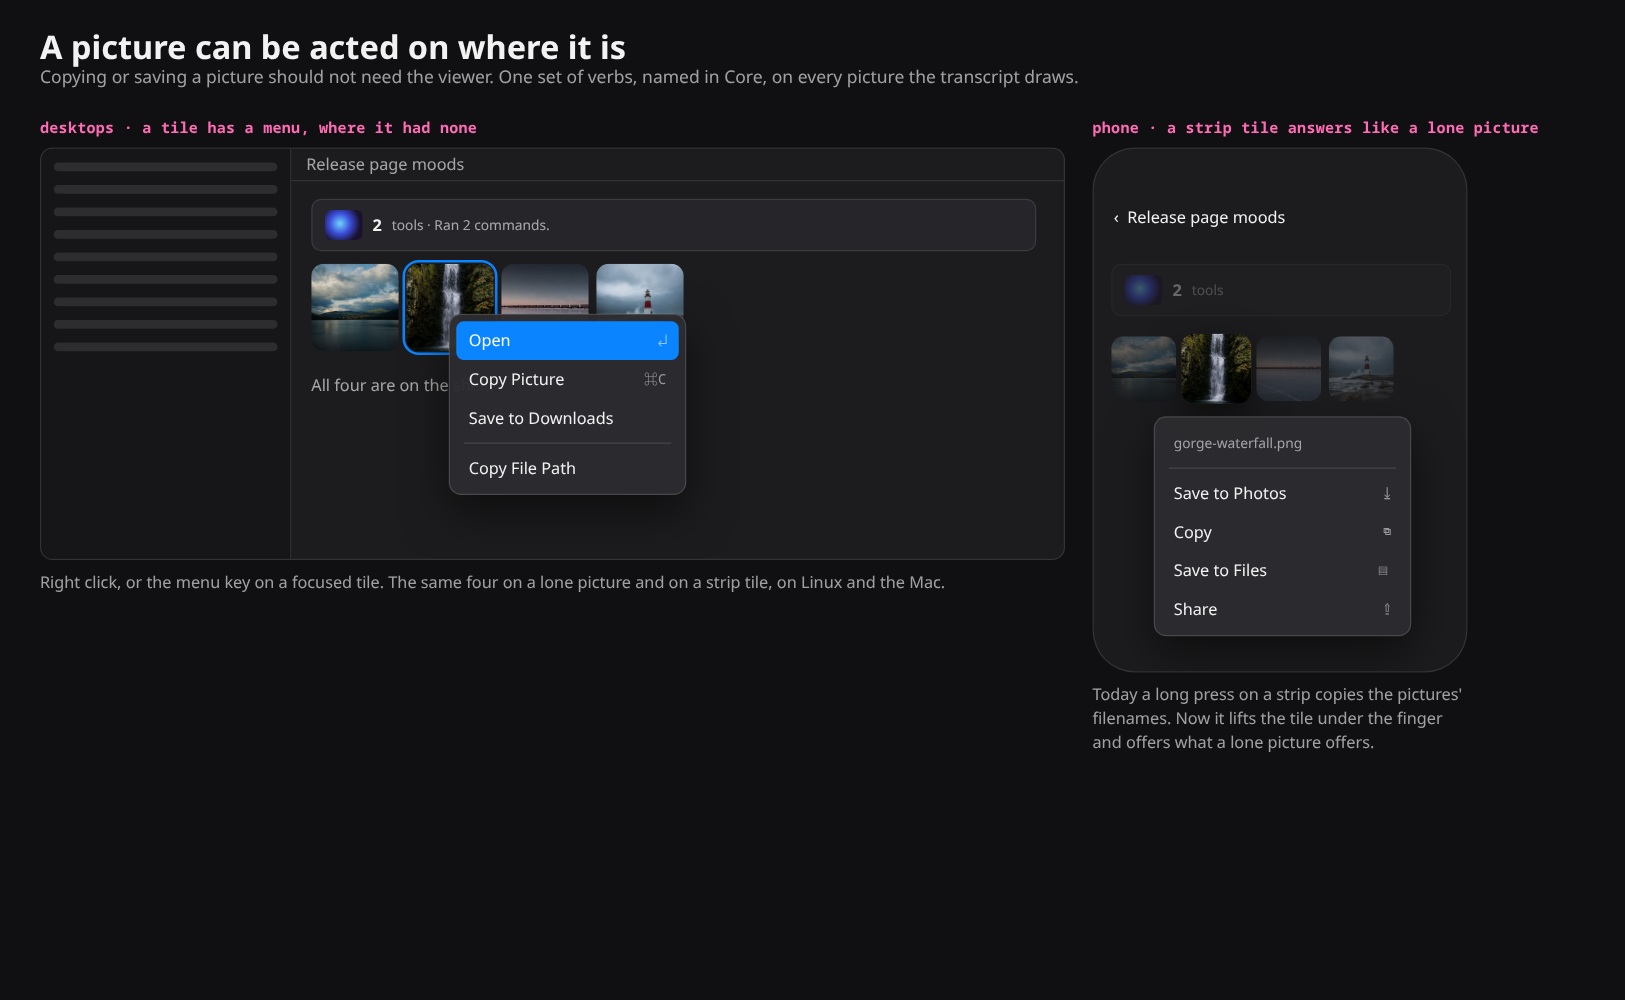 A picture can be acted on where it is
Copying or saving a picture should not need the viewer. One set of verbs, named in Core, on every picture the transcript draws.
desktops · a tile has a menu, where it had none
Release page moods
2 tools · Ran 2 commands.
All four are on the
Open ↵
Copy Picture ⌘C
Save to Downloads
Copy File Path
Right click, or the menu key on a focused tile. The same four on a lone picture and on a strip tile, on Linux and the Mac.
phone · a strip tile answers like a lone picture
‹ Release page moods
2 tools
gorge-waterfall.png
Save to Photos
Copy
Save to Files
Share
Today a long press on a strip copies the pictures'
filenames. Now it lifts the tile under the finger
and offers what a lone picture offers.